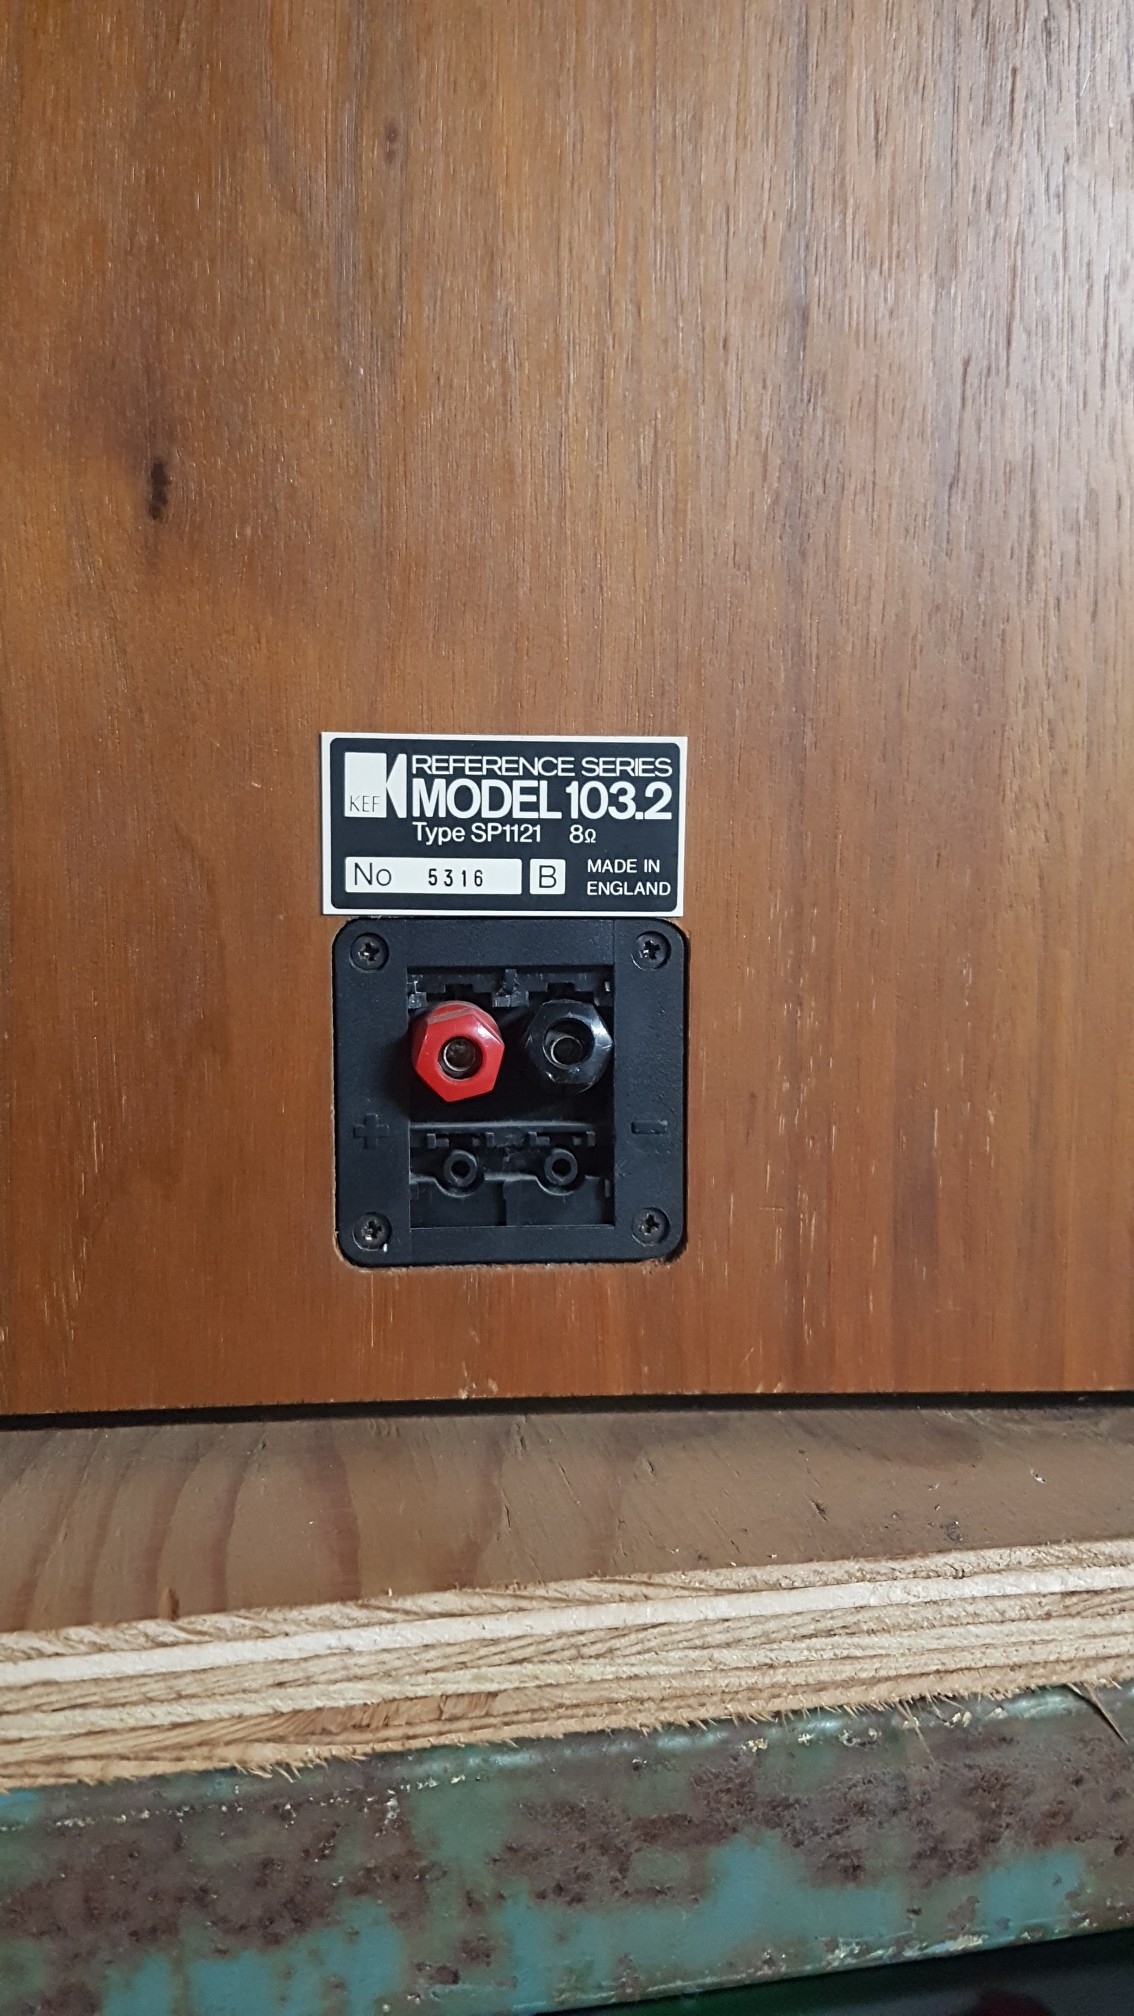 KEF
REFERENCE SERIES
MODEL 103.2
Type SP1121 8Ω
No 5316 B MADE IN
ENGLAND
+ -